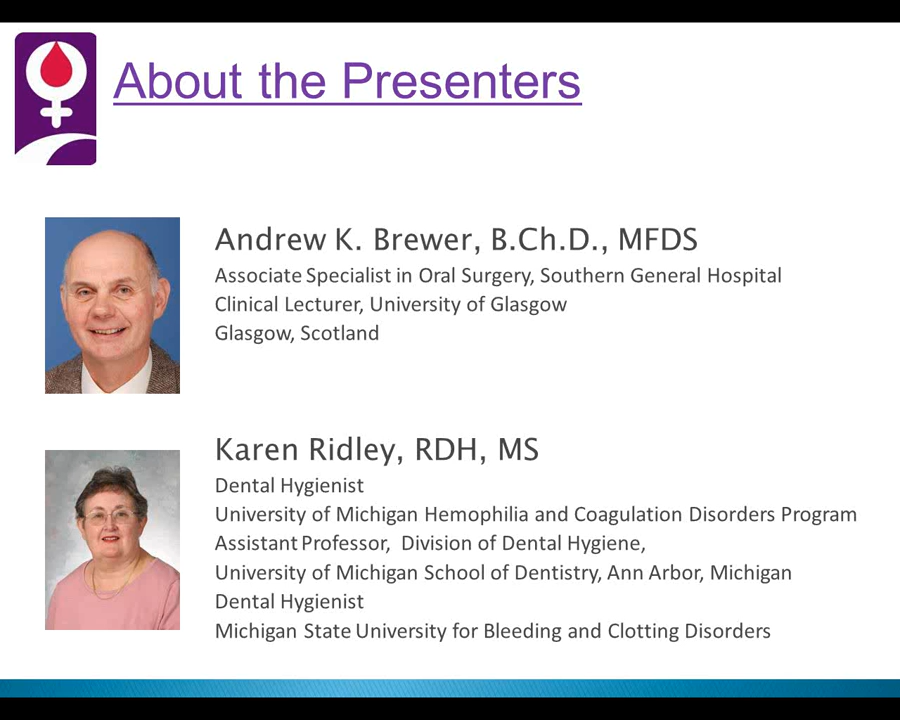 About the Presenters
Andrew K. Brewer, B.Ch.D., MFDS
Associate Specialist in Oral Surgery, Southern General Hospital
Clinical Lecturer, University of Glasgow
Glasgow, Scotland
Karen Ridley, RDH, MS
Dental Hygienist
University of Michigan Hemophilia and Coagulation Disorders Program
Assistant Professor, Division of Dental Hygiene,
University of Michigan School of Dentistry, Ann Arbor, Michigan
Dental Hygienist
Michigan State University for Bleeding and Clotting Disorders